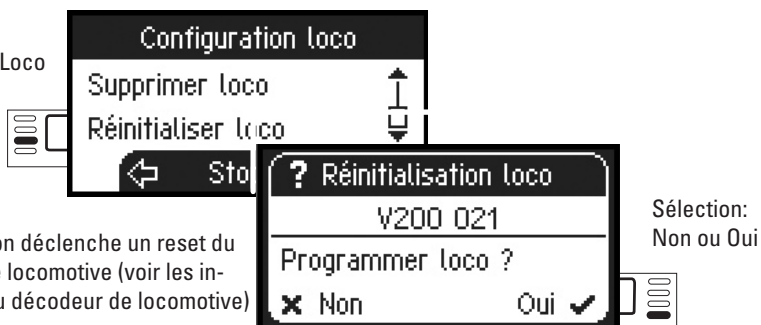 Configuration loco
Loco
Supprimer loco
Réinitialiser loco
Sto
? Réinitialisation loco
V200 021
Programmer loco ?
Non Oui
Sélection:
Non ou Oui
on déclenche un reset du
locomotive (voir les in-
u décodeur de locomotive)